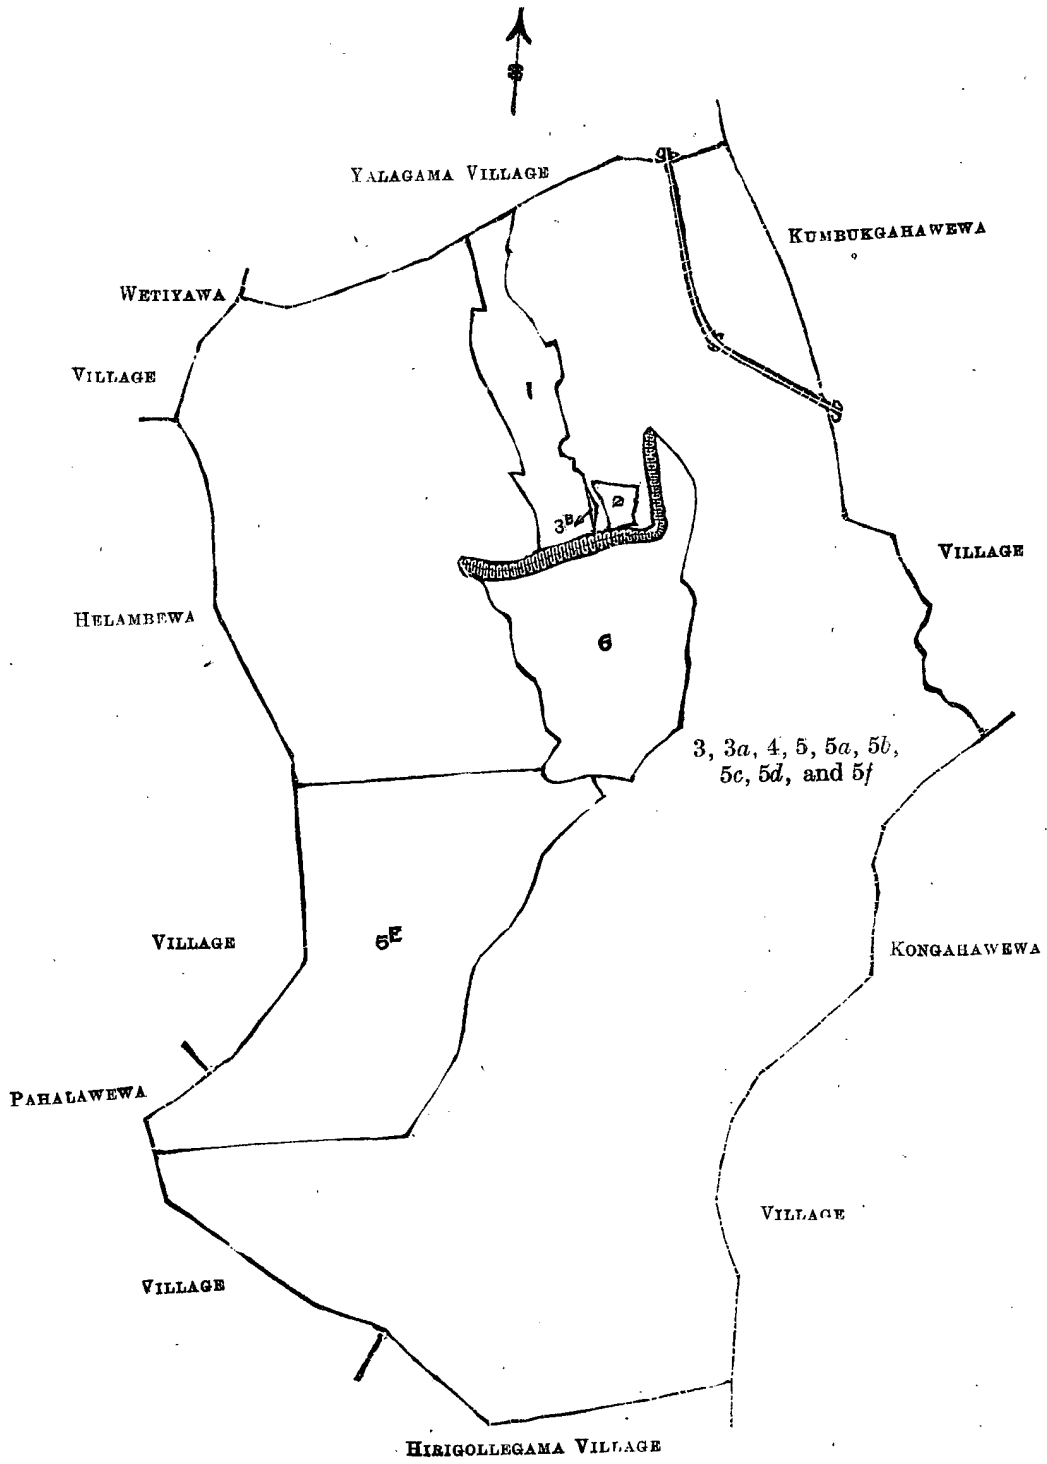 YALAGAMA VILLAGE
KUMBUKGAHAWEWA
WETIYAWA
VILLAGE
1
2
3B
VILLAGE
HELAMBEWA
6
3, 3a, 4, 5, 5a, 5b,
5c, 5d, and 5f
5E
VILLAGE
KONGAHAWEWA
PAHALAWEWA
VILLAGE
VILLAGE
HIRIGOLLEGAMA VILLAGE